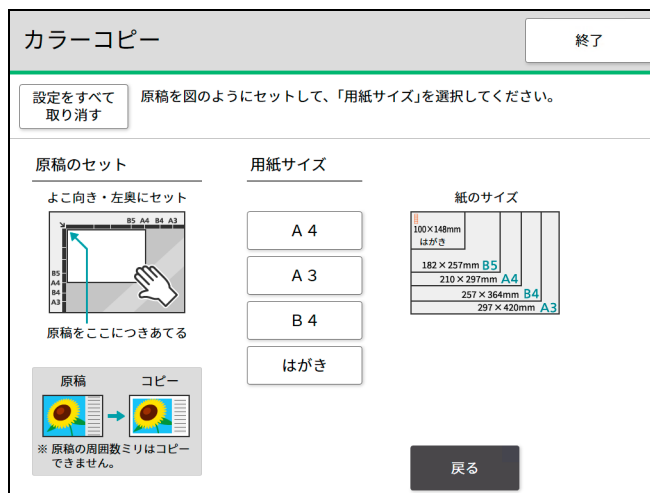 カラーコピー
終了
設定をすべて
取り消す
原稿を図のようにセットして、「用紙サイズ」を選択してください。
原稿のセット
よこ向き・左奥にセット
B5 A4 B4 A3
B5
A4
B4
A3
原稿をここにつきあてる
原稿
コピー
※ 原稿の周囲数ミリはコピー
できません。
用紙サイズ
A 4
A 3
B 4
はがき
紙のサイズ
100×148mm
はがき
182×257mm B5
210×297mm A4
257×364mm B4
297×420mm A3
戻る